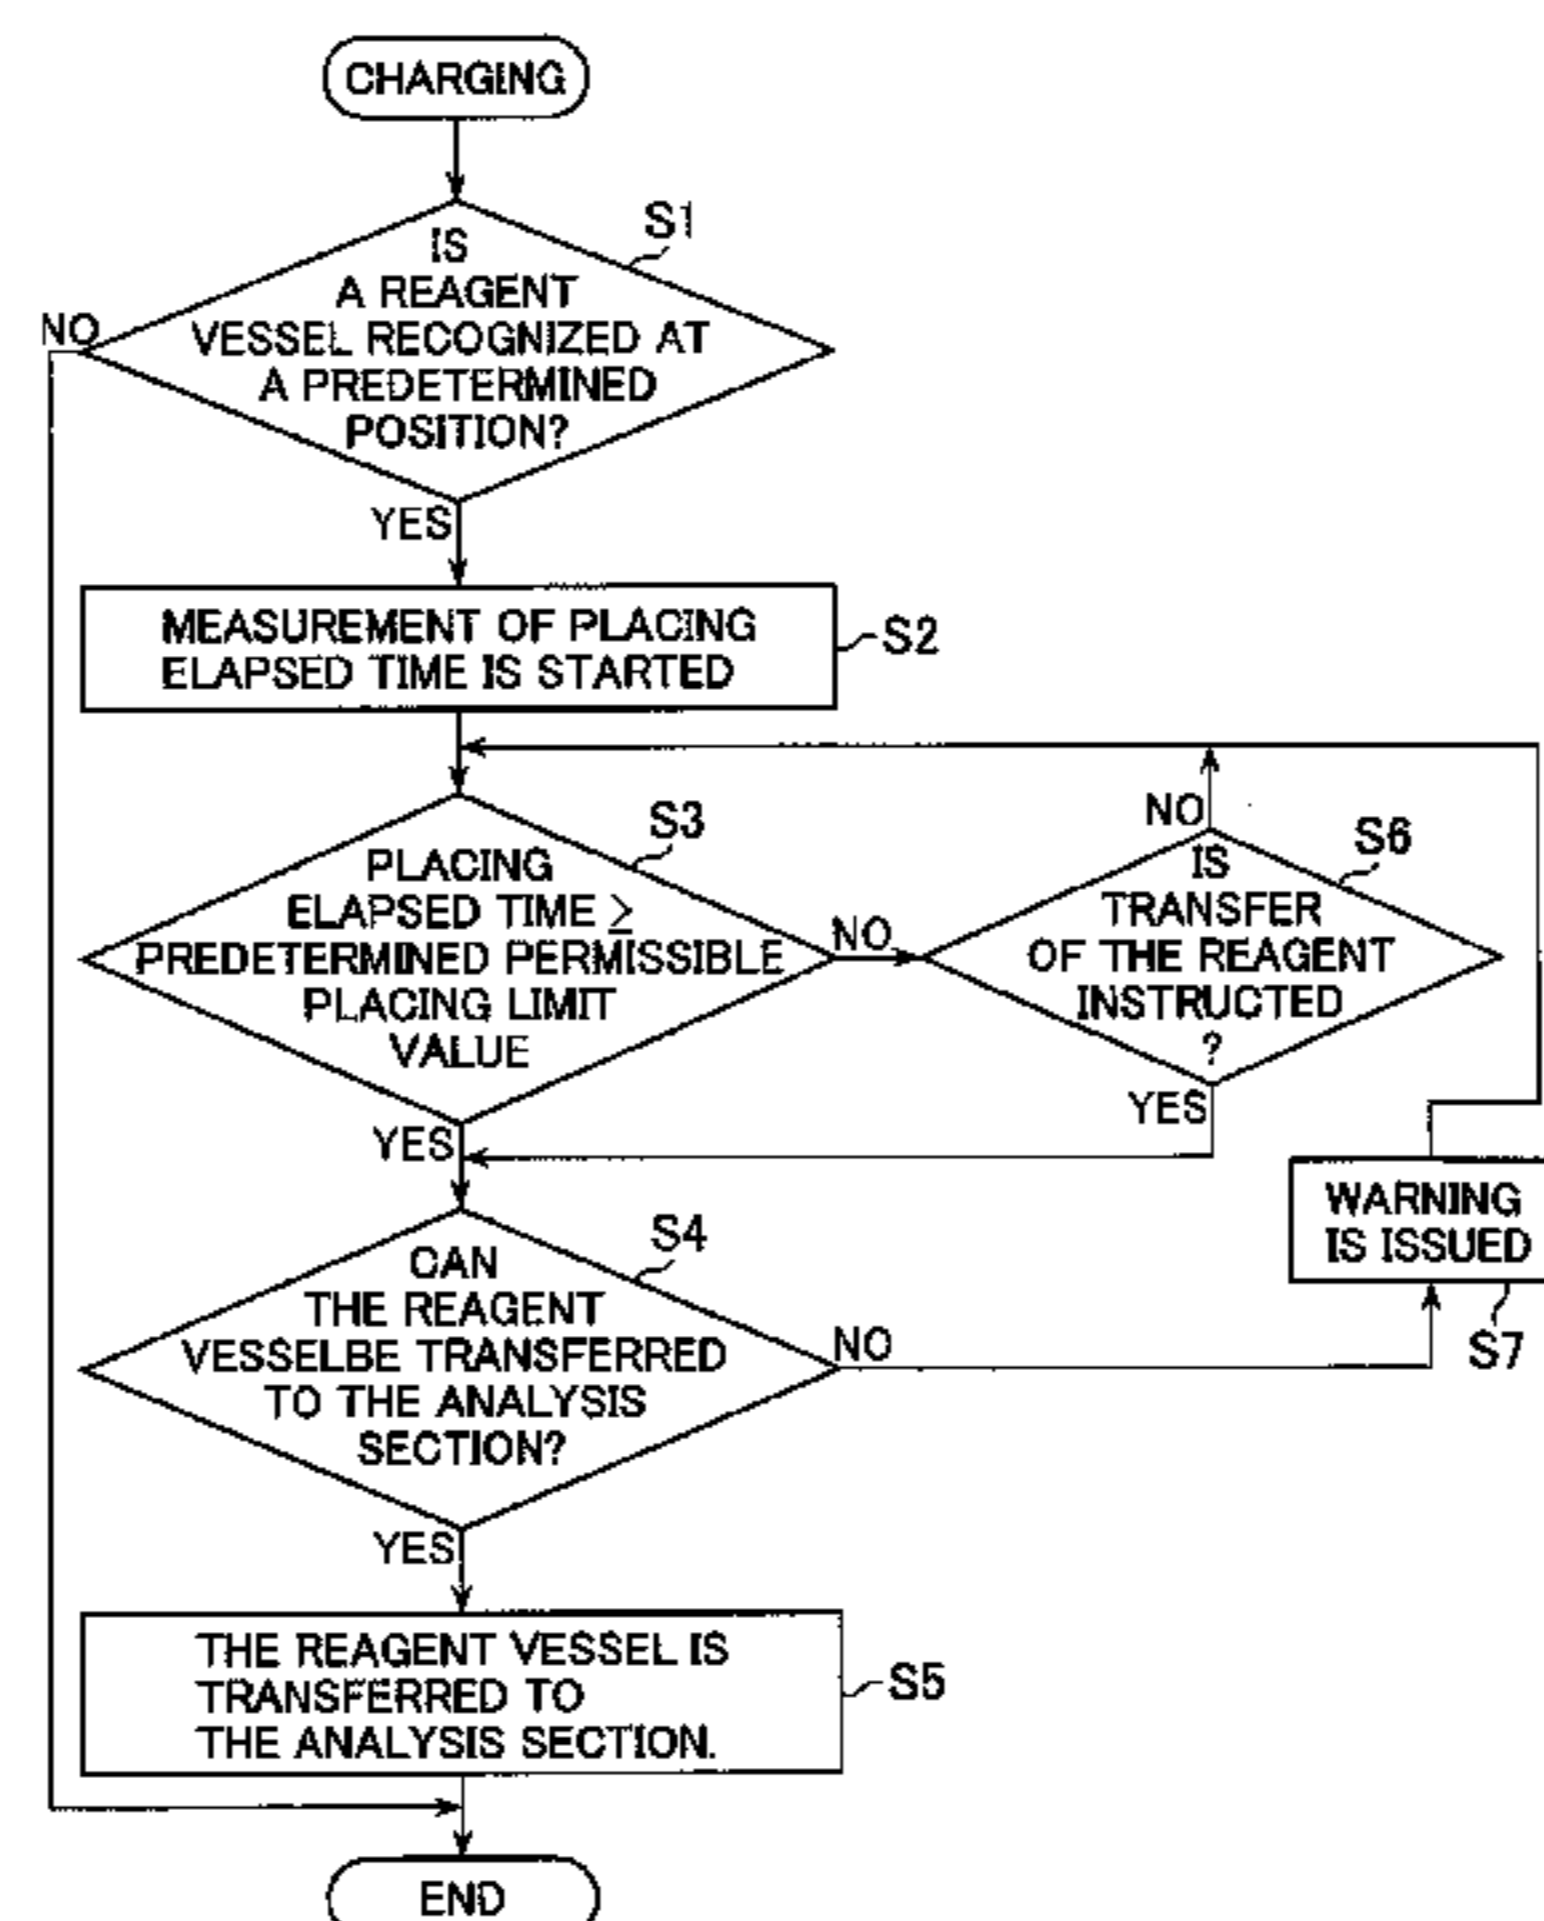 CHARGING
S1
IS
A REAGENT
VESSEL RECOGNIZED AT
A PREDETERMINED
POSITION?
NO
YES
MEASUREMENT OF PLACING
ELAPSED TIME IS STARTED
S2
S3
PLACING
ELAPSED TIME ≥
PREDETERMINED PERMISSIBLE
PLACING LIMIT
VALUE
NO
YES
S6
NO
IS
TRANSFER
OF THE REAGENT
INSTRUCTED
?
YES
WARNING
IS ISSUED
S7
S4
CAN
THE REAGENT
VESSELBE TRANSFERRED
TO THE ANALYSIS
SECTION?
NO
YES
THE REAGENT VESSEL IS
TRANSFERRED TO
THE ANALYSIS SECTION.
S5
END